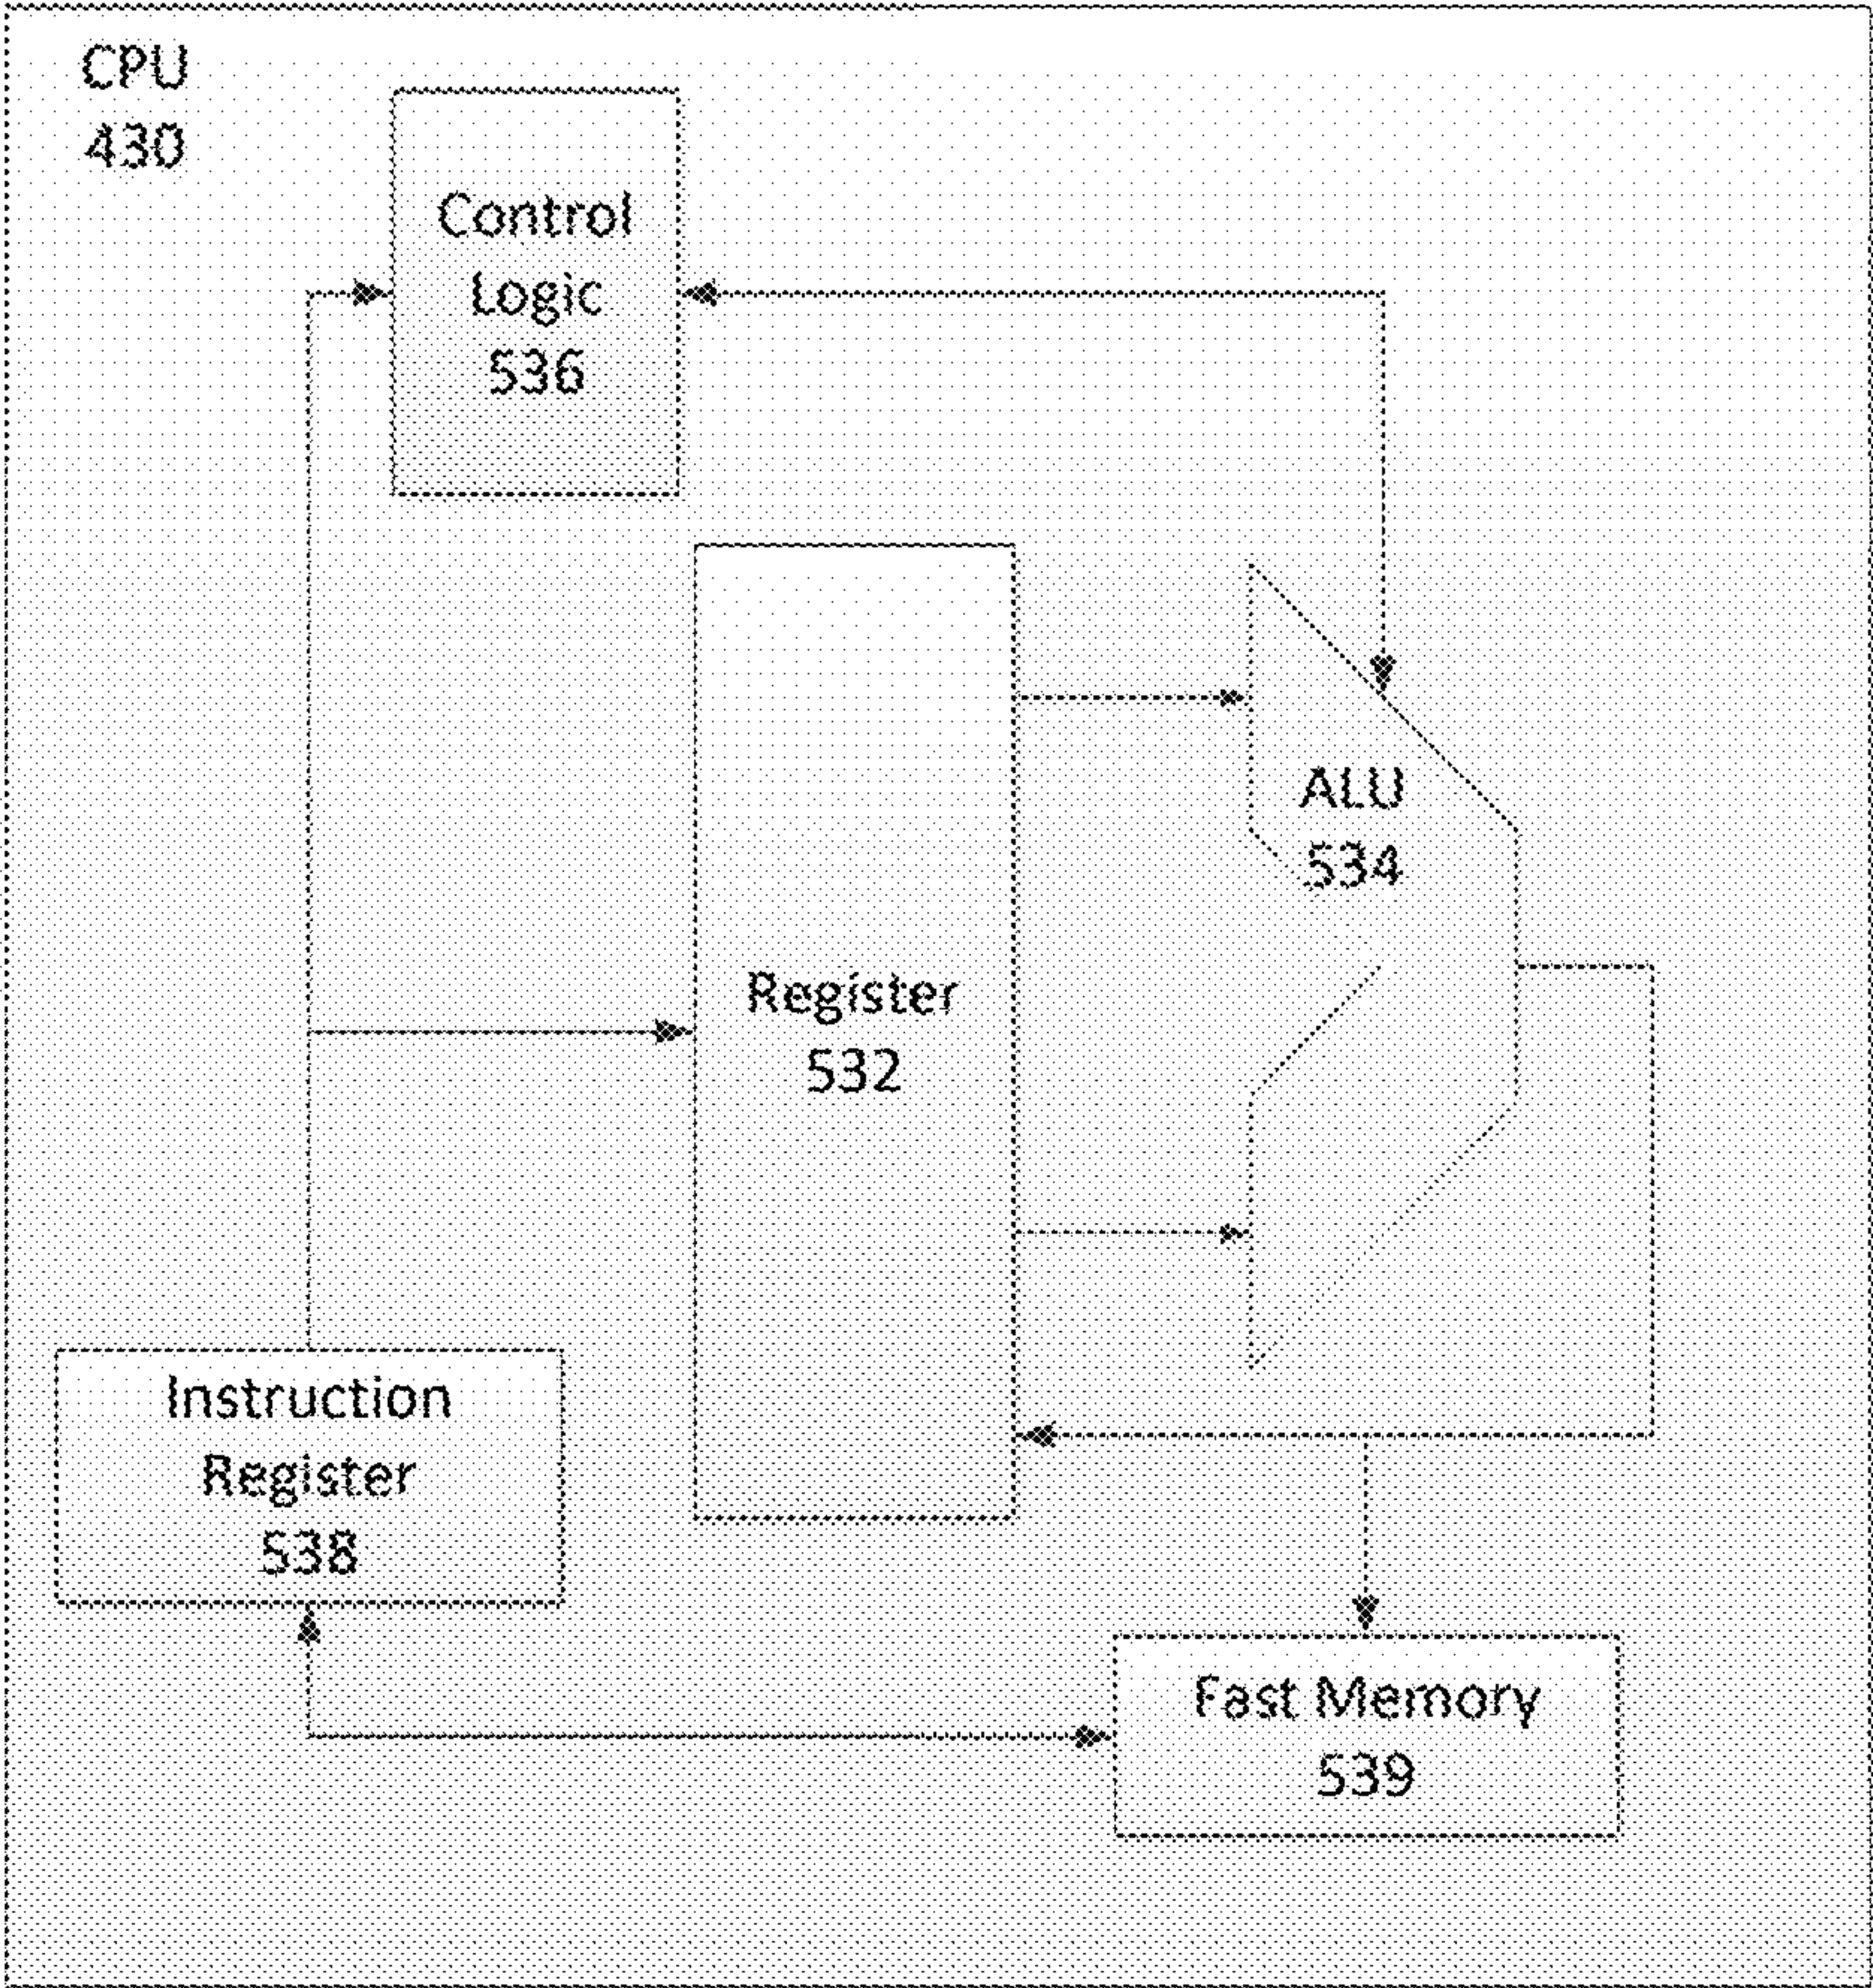 CPU
430
Control
Logic
536
ALU
534
Register
532
Instruction
Register
538
Fast Memory
539